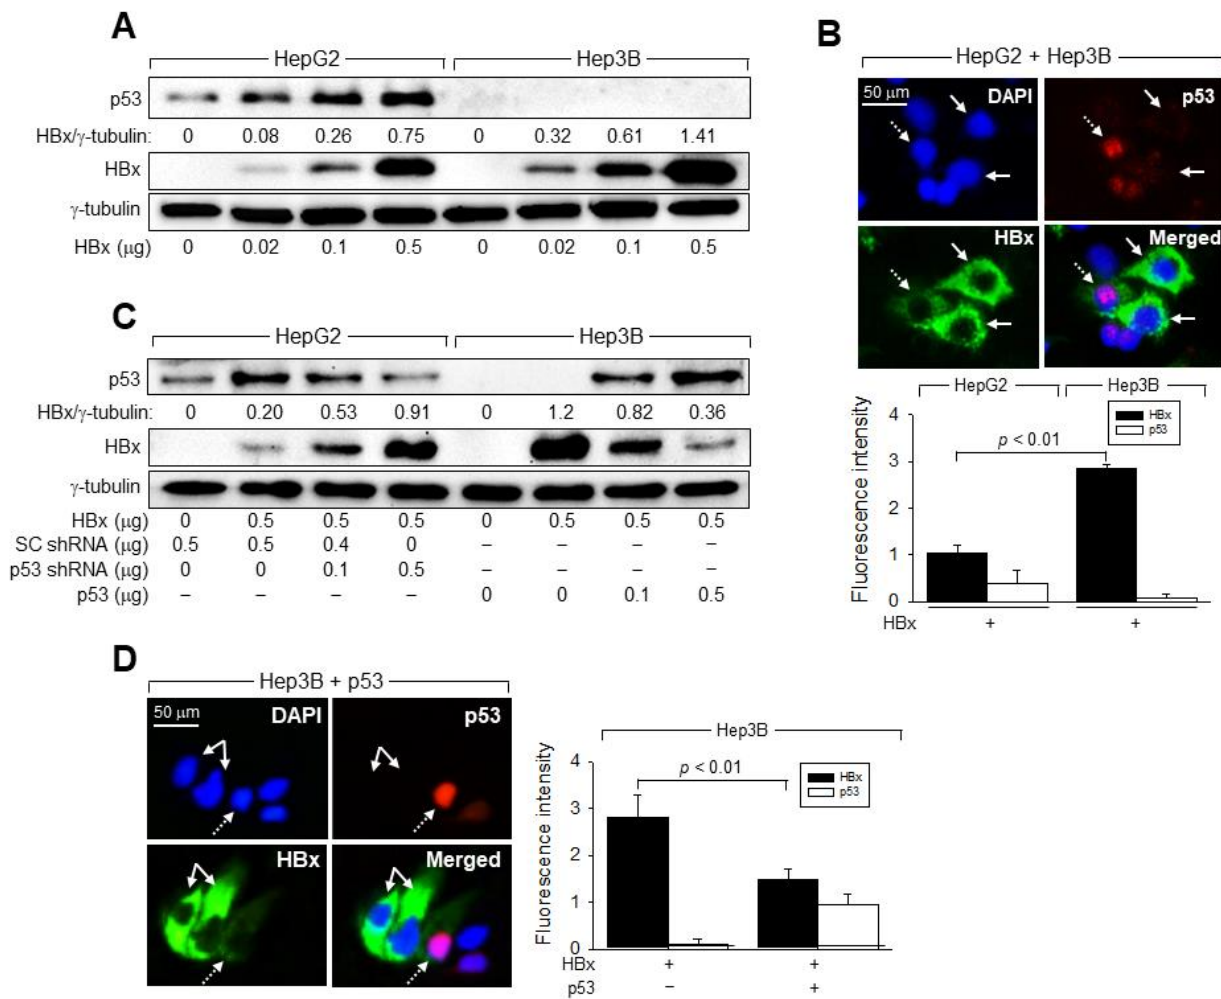 A
HepG2 Hep3B
p53
HBx/γ-tubulin: 0 0.08 0.26 0.75 0 0.32 0.61 1.41
HBx
γ-tubulin
HBx (μg) 0 0.02 0.1 0.5 0 0.02 0.1 0.5
B
HepG2 + Hep3B
50 μm DAPI p53
HBx Merged
HepG2 Hep3B
Fluorescence intensity
4
3
2
1
0
HBx
p53
p < 0.01
HBx + +
C
HepG2 Hep3B
p53
HBx/γ-tubulin: 0 0.20 0.53 0.91 0 1.2 0.82 0.36
HBx
γ-tubulin
HBx (μg) 0 0.5 0.5 0.5 0 0.5 0.5 0.5
SC shRNA (μg) 0.5 0.5 0.4 0 – – – –
p53 shRNA (μg) 0 0 0.1 0.5 – – – –
p53 (μg) – – – – 0 0 0.1 0.5
D
Hep3B + p53
50 μm DAPI p53
HBx Merged
Hep3B
Fluorescence intensity
4
3
2
1
0
p < 0.01
HBx
p53
HBx + +
p53 – +